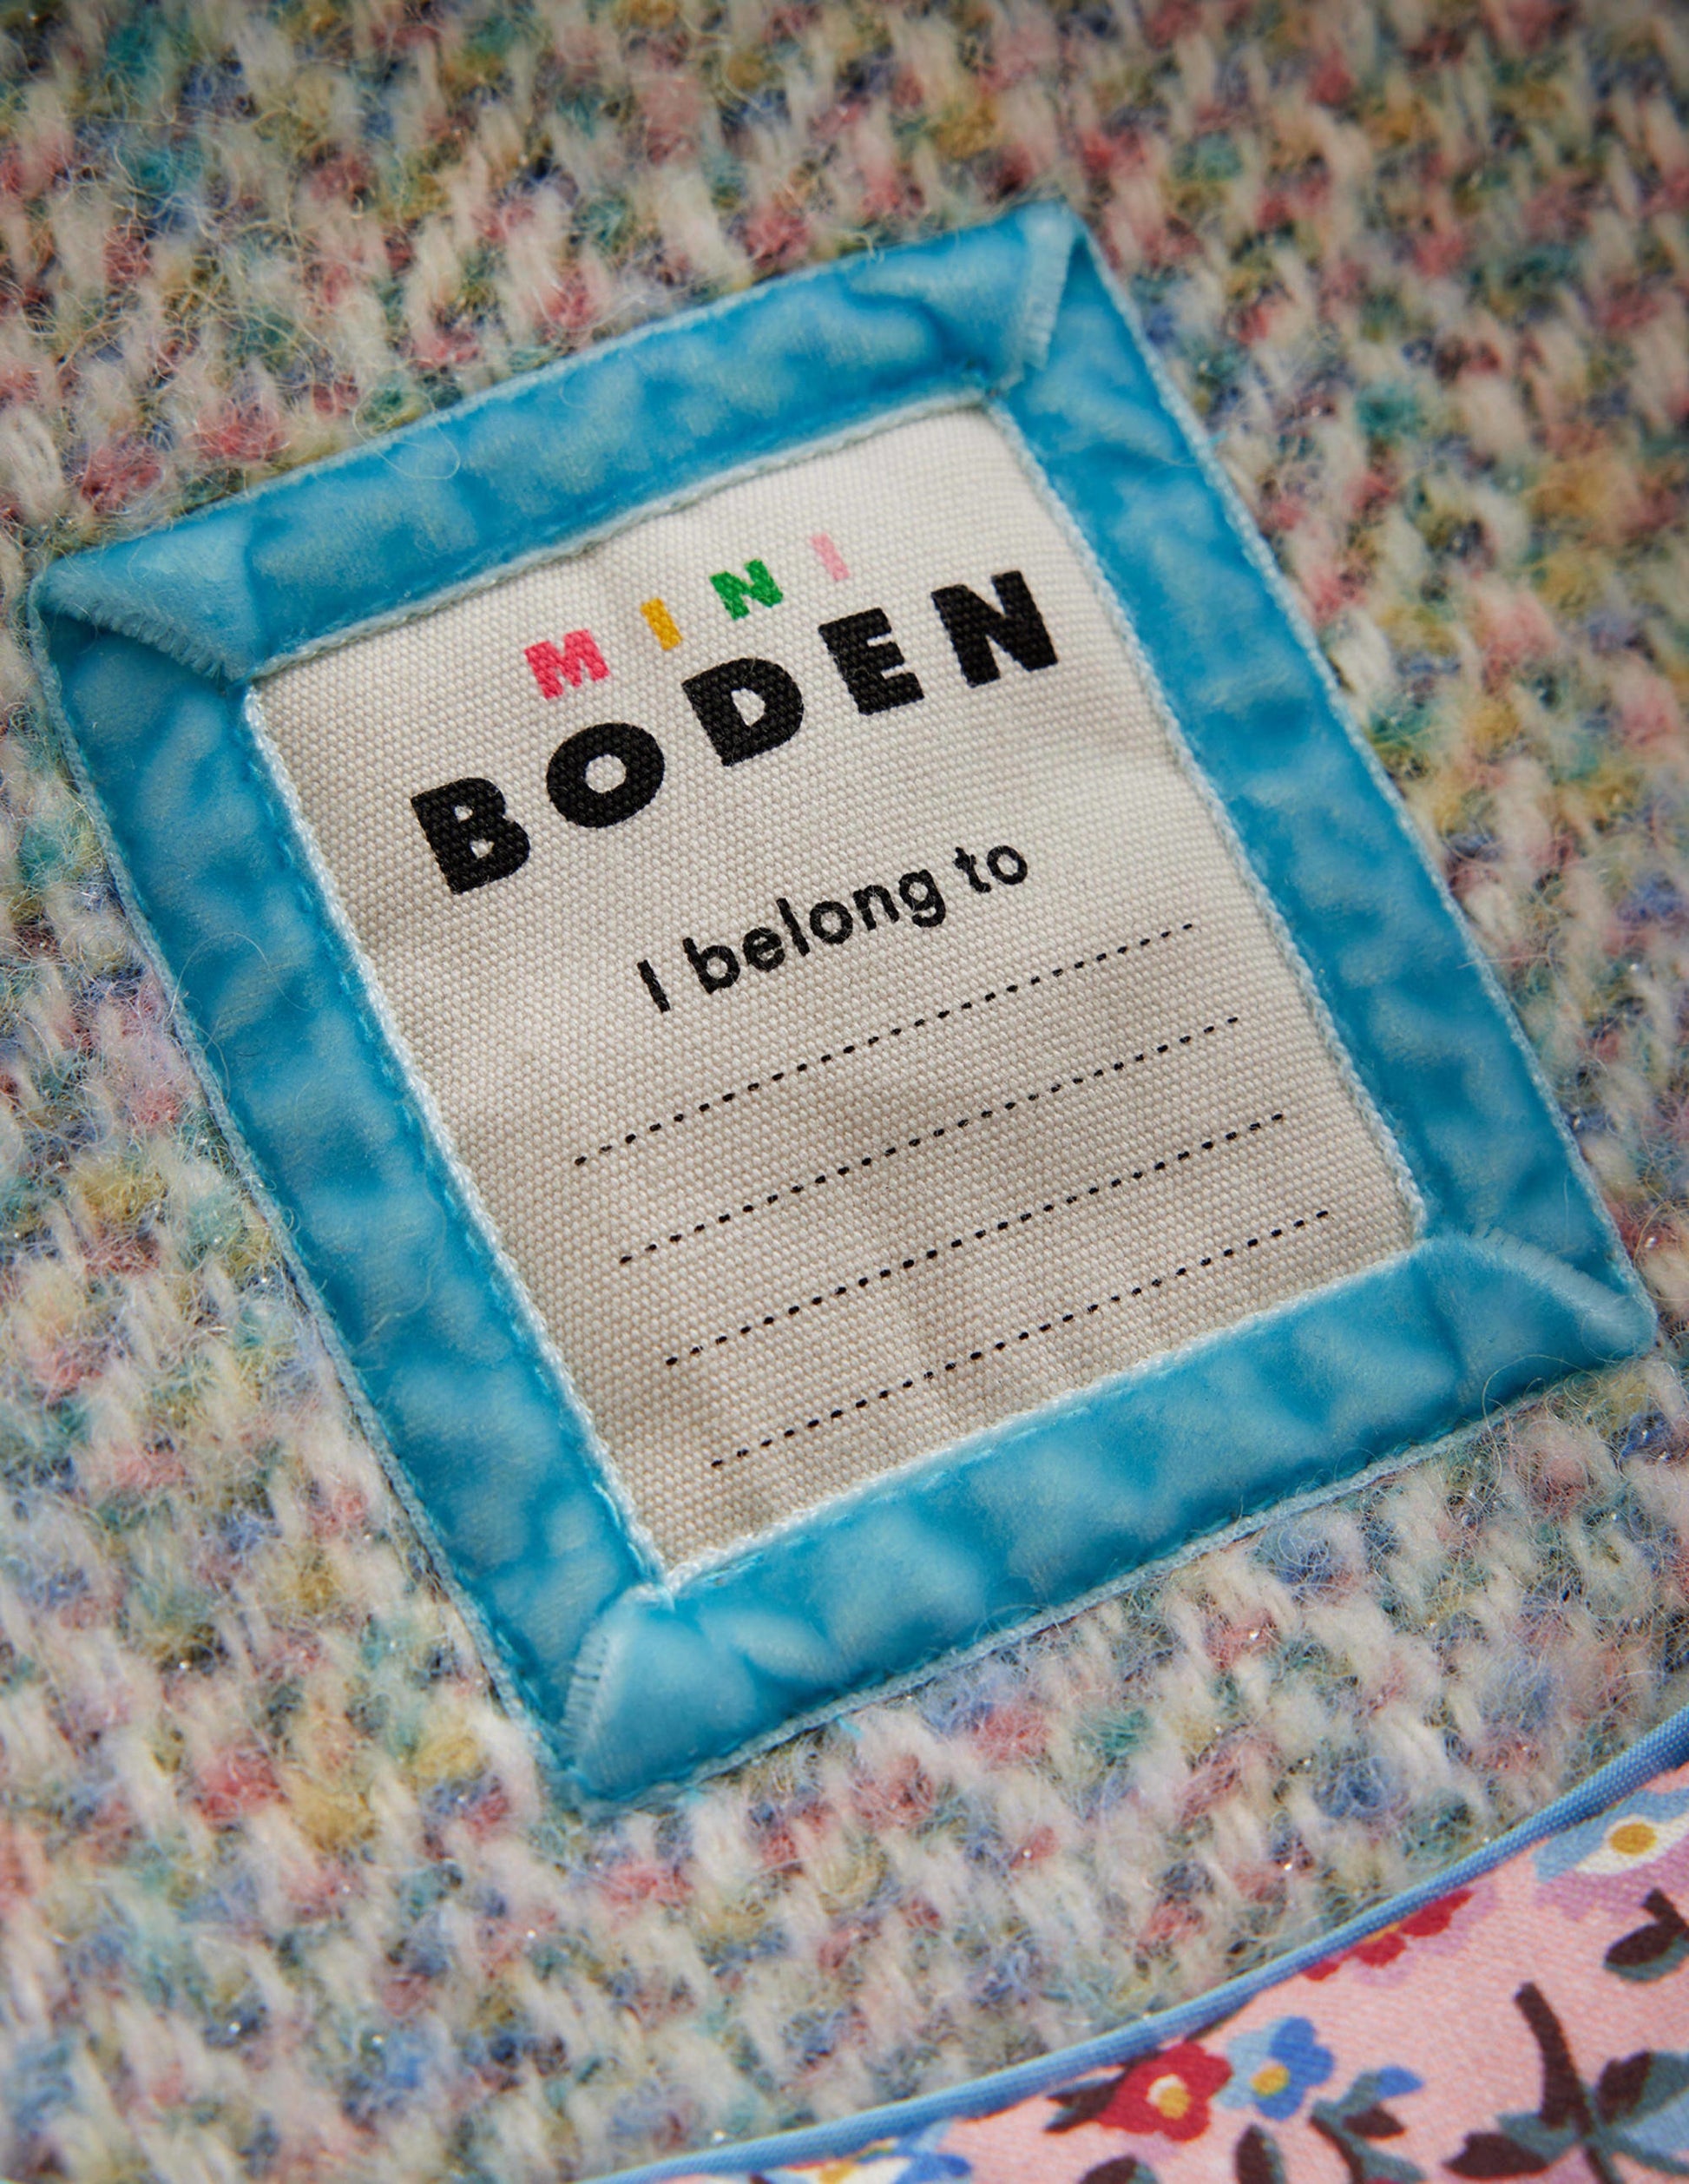 MINI
BODEN
I belong to